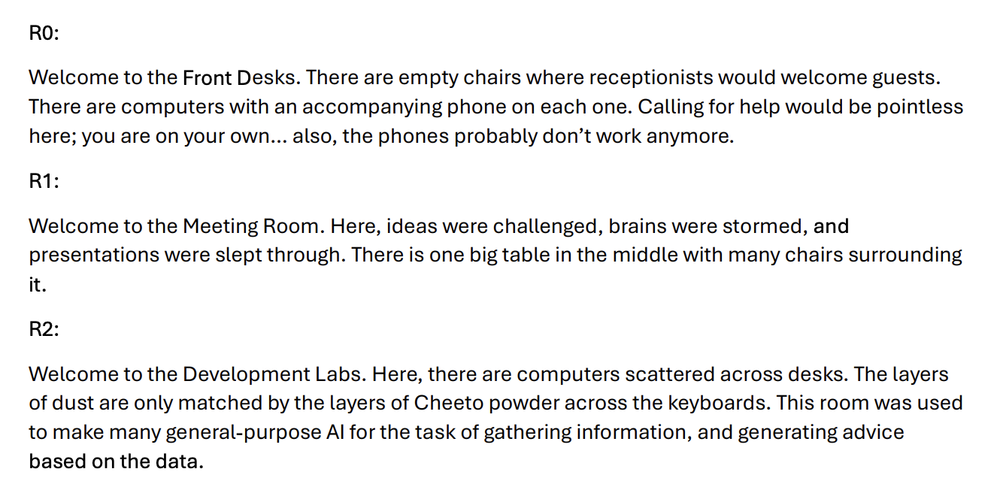 R0:
Welcome to the Front Desks. There are empty chairs where receptionists would welcome guests.
There are computers with an accompanying phone on each one. Calling for help would be pointless
here; you are on your own... also, the phones probably don’t work anymore.
R1:
Welcome to the Meeting Room. Here, ideas were challenged, brains were stormed, and
presentations were slept through. There is one big table in the middle with many chairs surrounding
it.
R2:
Welcome to the Development Labs. Here, there are computers scattered across desks. The layers
of dust are only matched by the layers of Cheeto powder across the keyboards. This room was used
to make many general-purpose AI for the task of gathering information, and generating advice
based on the data.